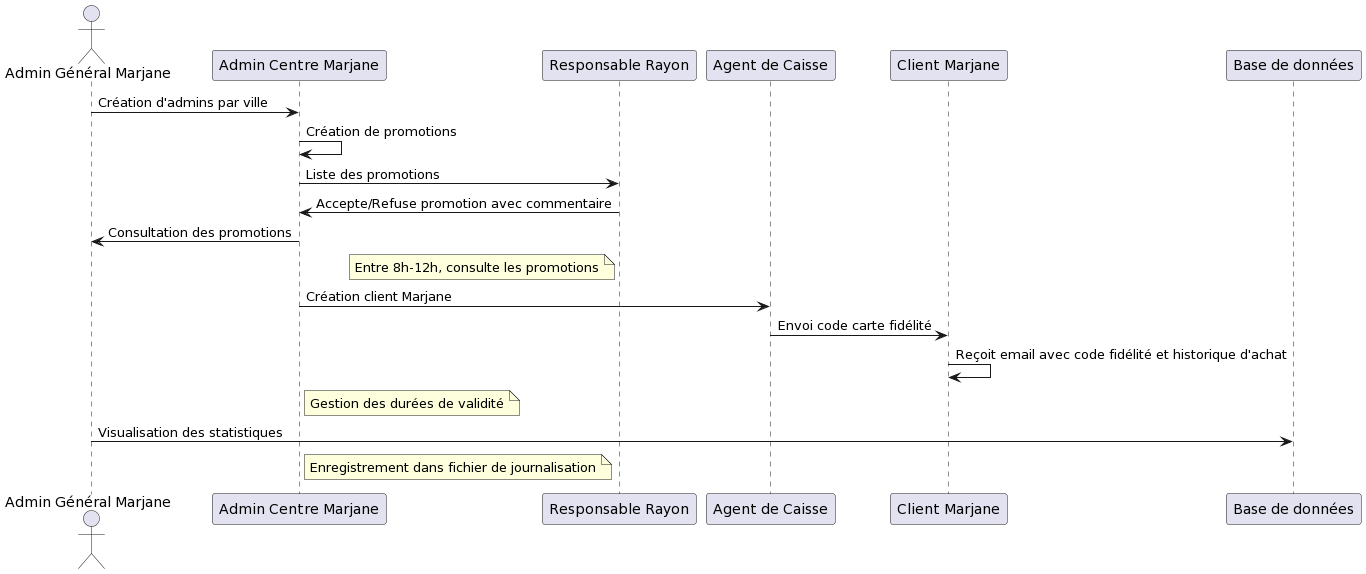 Admin Général Marjane
Admin Centre Marjane
Responsable Rayon
Agent de Caisse
Client Marjane
Base de données
Création d'admins par ville
Création de promotions
Liste des promotions
Accepte/Refuse promotion avec commentaire
Consultation des promotions
Entre 8h-12h, consulte les promotions
Création client Marjane
Envoi code carte fidélité
Reçoit email avec code fidélité et historique d'achat
Gestion des durées de validité
Visualisation des statistiques
Enregistrement dans fichier de journalisation
Admin Général Marjane
Admin Centre Marjane
Responsable Rayon
Agent de Caisse
Client Marjane
Base de données